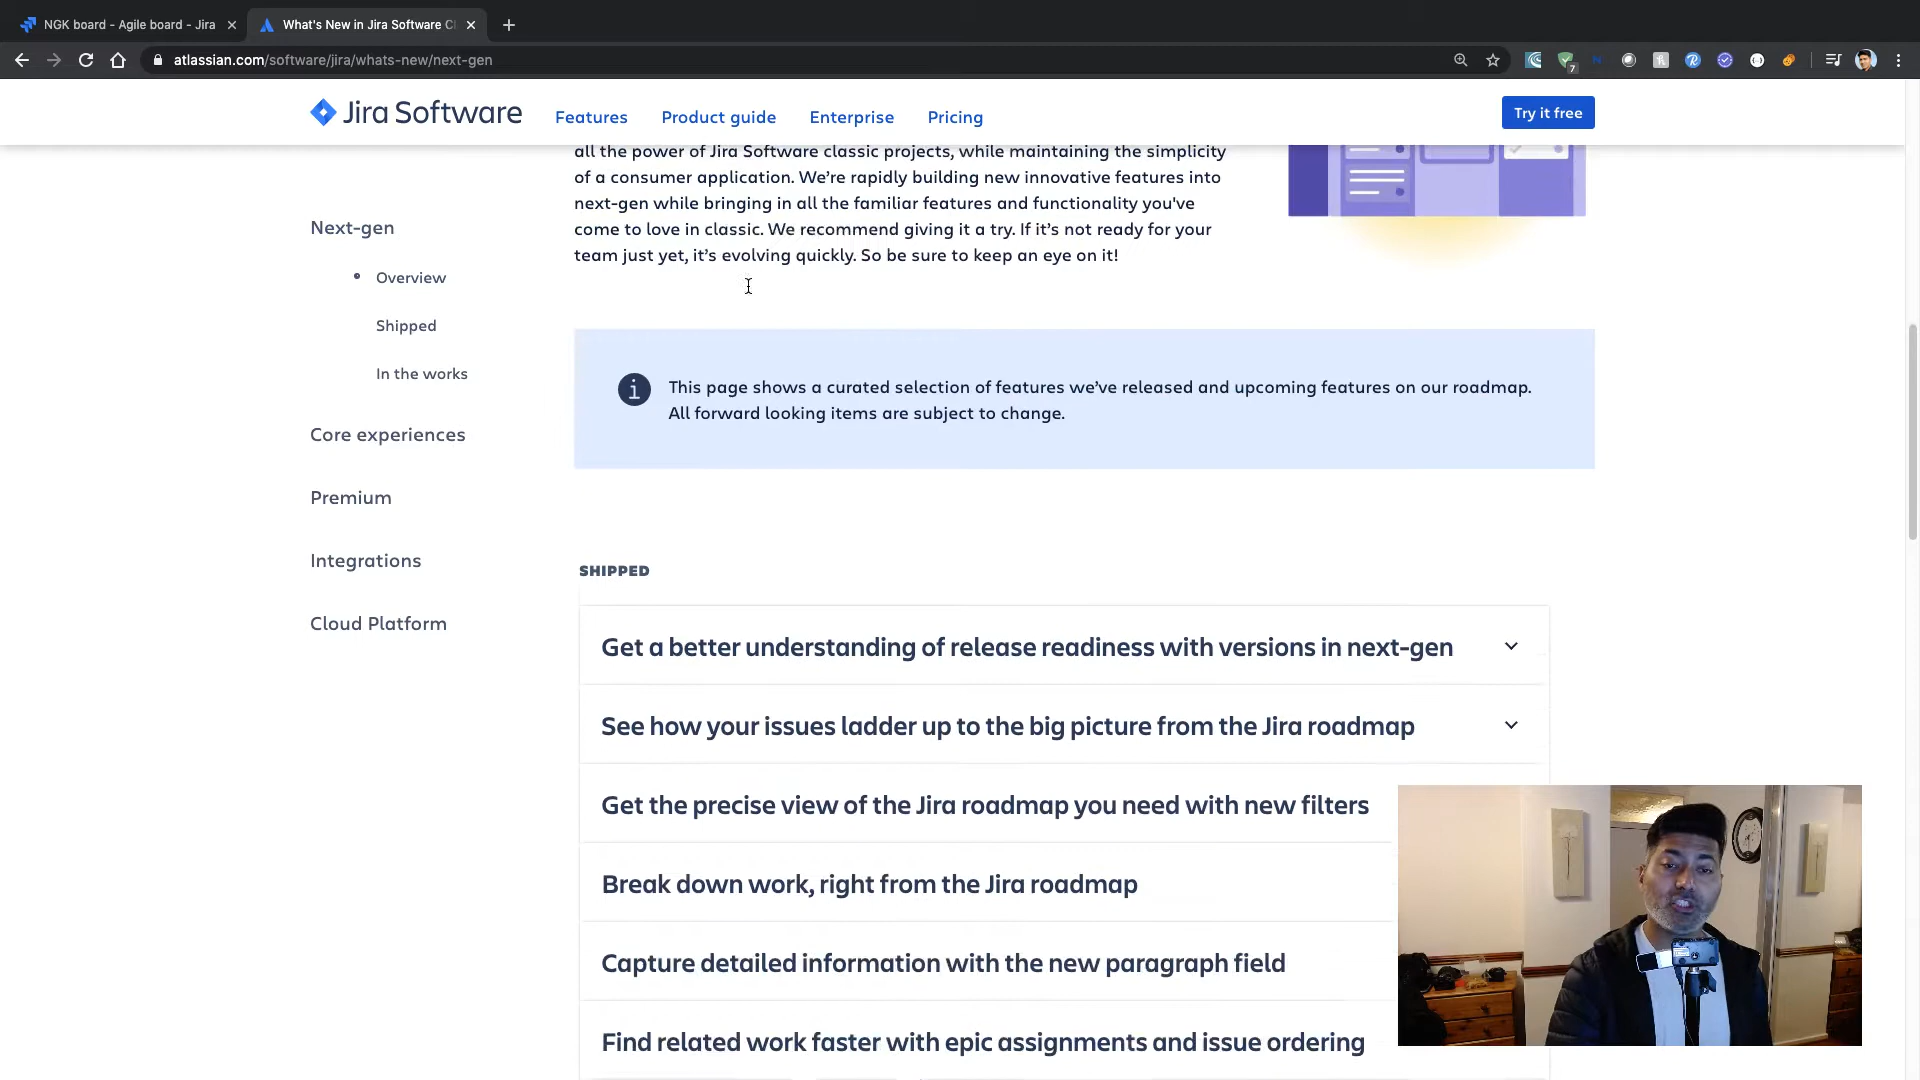 NGK board - Agile board - Jira
What's New in Jira Software Cl
atlassian.com/software/jira/whats-new/next-gen
7
Jira Software
Features
Product guide
Enterprise
Pricing
Try it free
all the power of Jira Software classic projects, while maintaining the simplicity
of a consumer application. We’re rapidly building new innovative features into
next-gen while bringing in all the familiar features and functionality you've
come to love in classic. We recommend giving it a try. If it’s not ready for your
team just yet, it’s evolving quickly. So be sure to keep an eye on it!
Next-gen
Overview
Shipped
In the works
Core experiences
Premium
Integrations
Cloud Platform
This page shows a curated selection of features we’ve released and upcoming features on our roadmap.
All forward looking items are subject to change.
SHIPPED
Get a better understanding of release readiness with versions in next-gen
See how your issues ladder up to the big picture from the Jira roadmap
Get the precise view of the Jira roadmap you need with new filters
Break down work, right from the Jira roadmap
Capture detailed information with the new paragraph field
Find related work faster with epic assignments and issue ordering